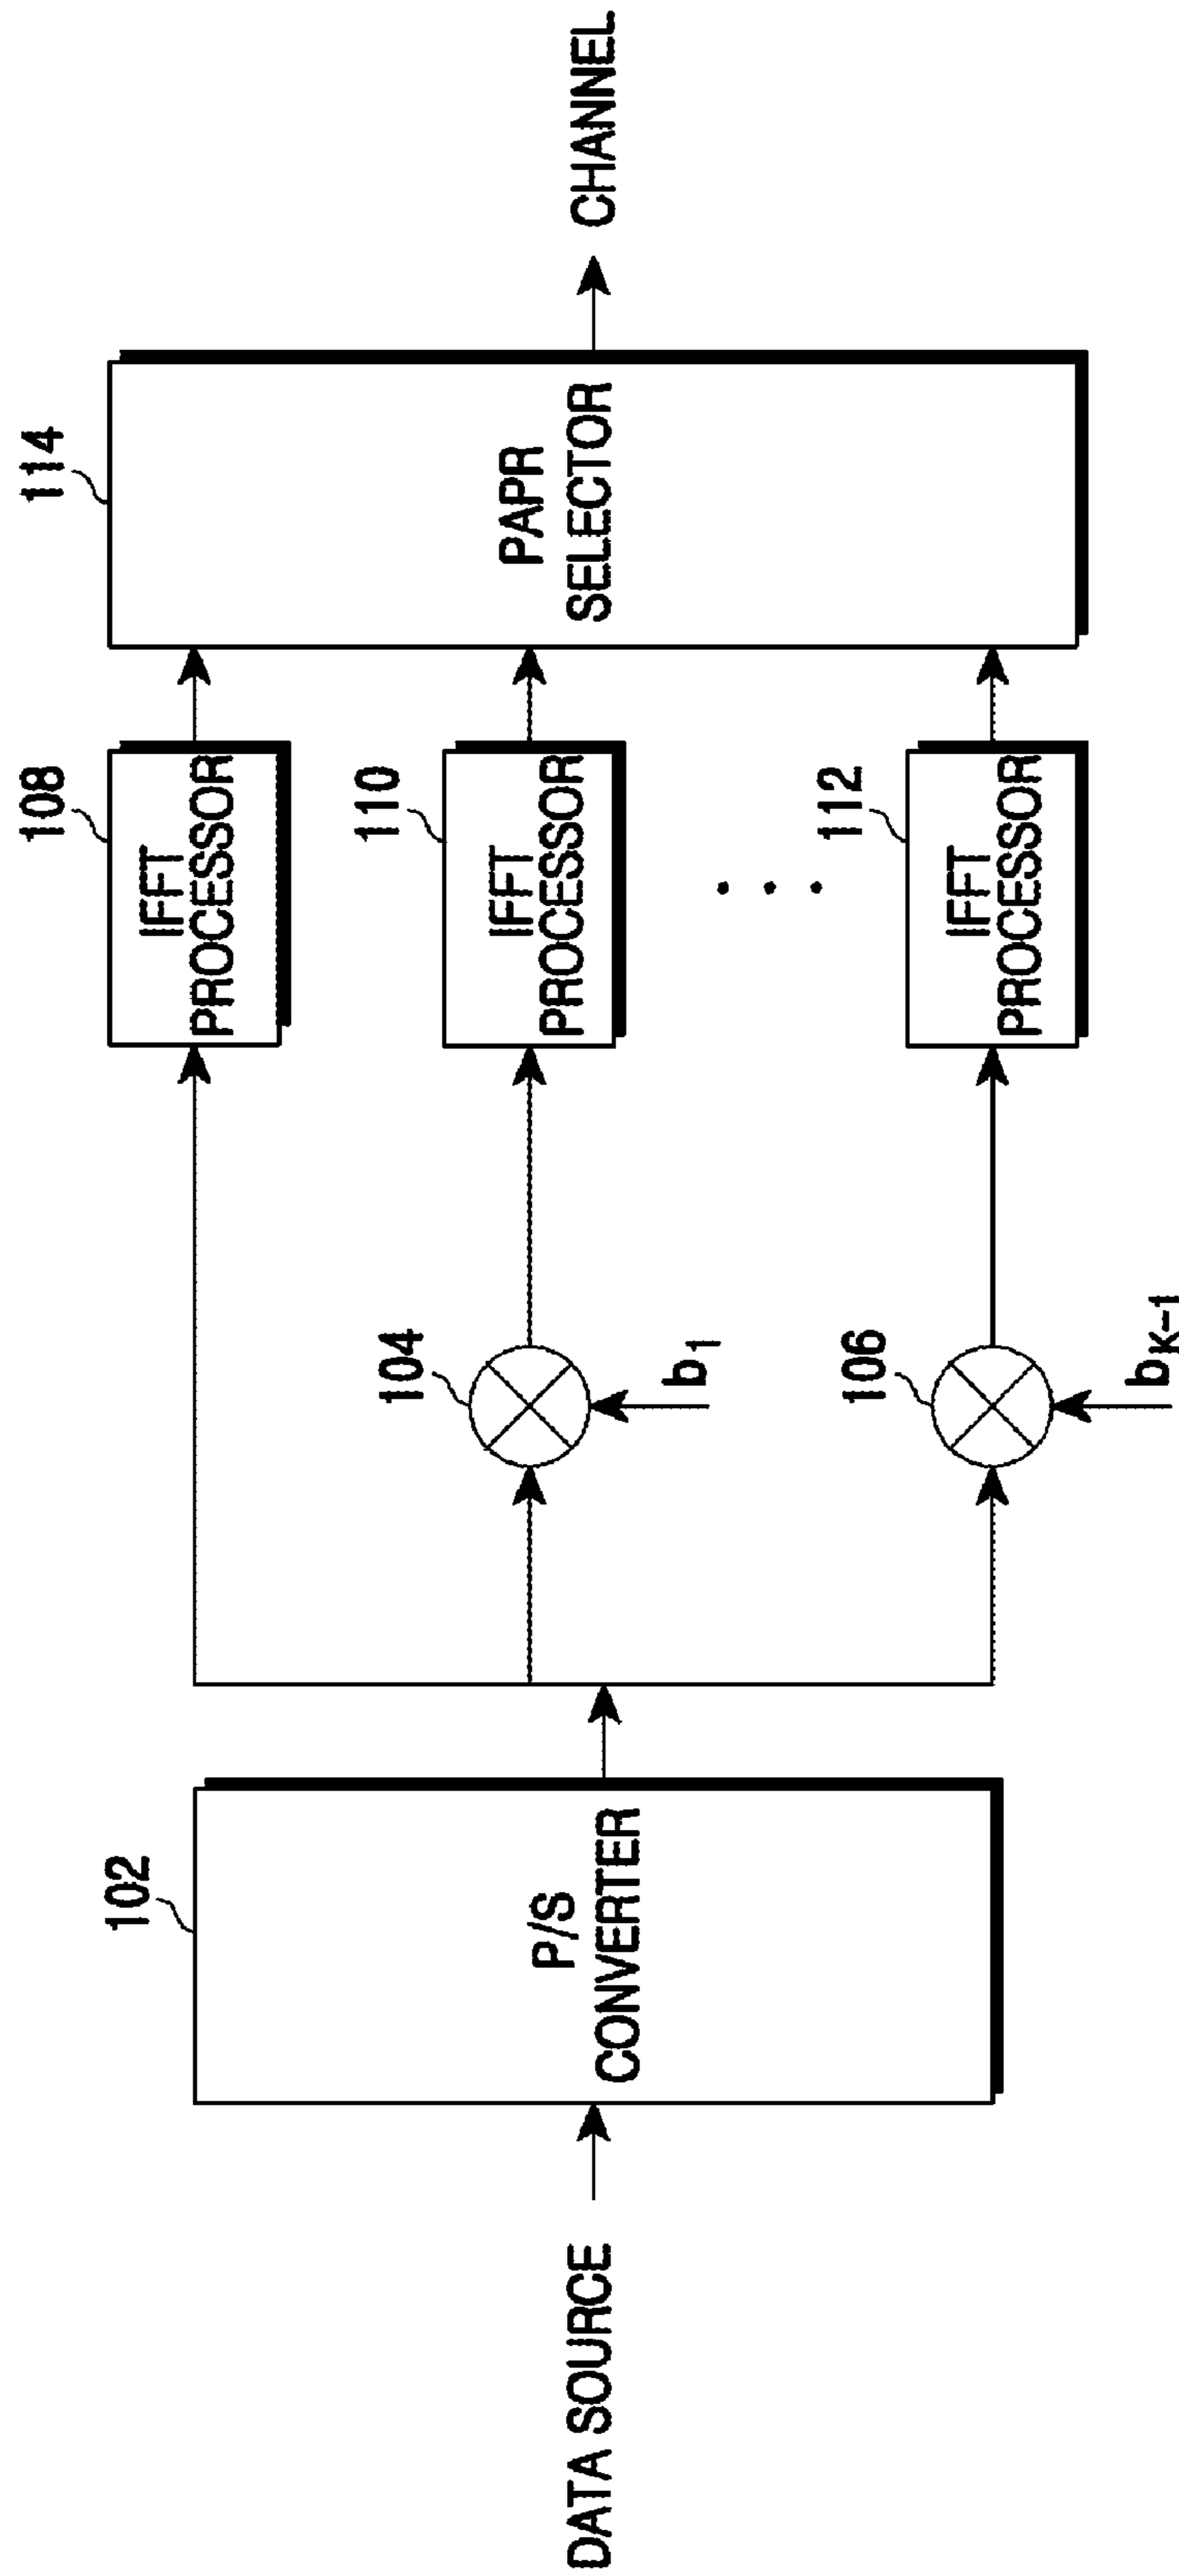 DATA SOURCE
102
P/S
CONVERTER
104
b1
106
bK-1
108
IFFT
PROCESSOR
110
IFFT
PROCESSOR
112
IFFT
PROCESSOR
114
PAPR
SELECTOR
CHANNEL